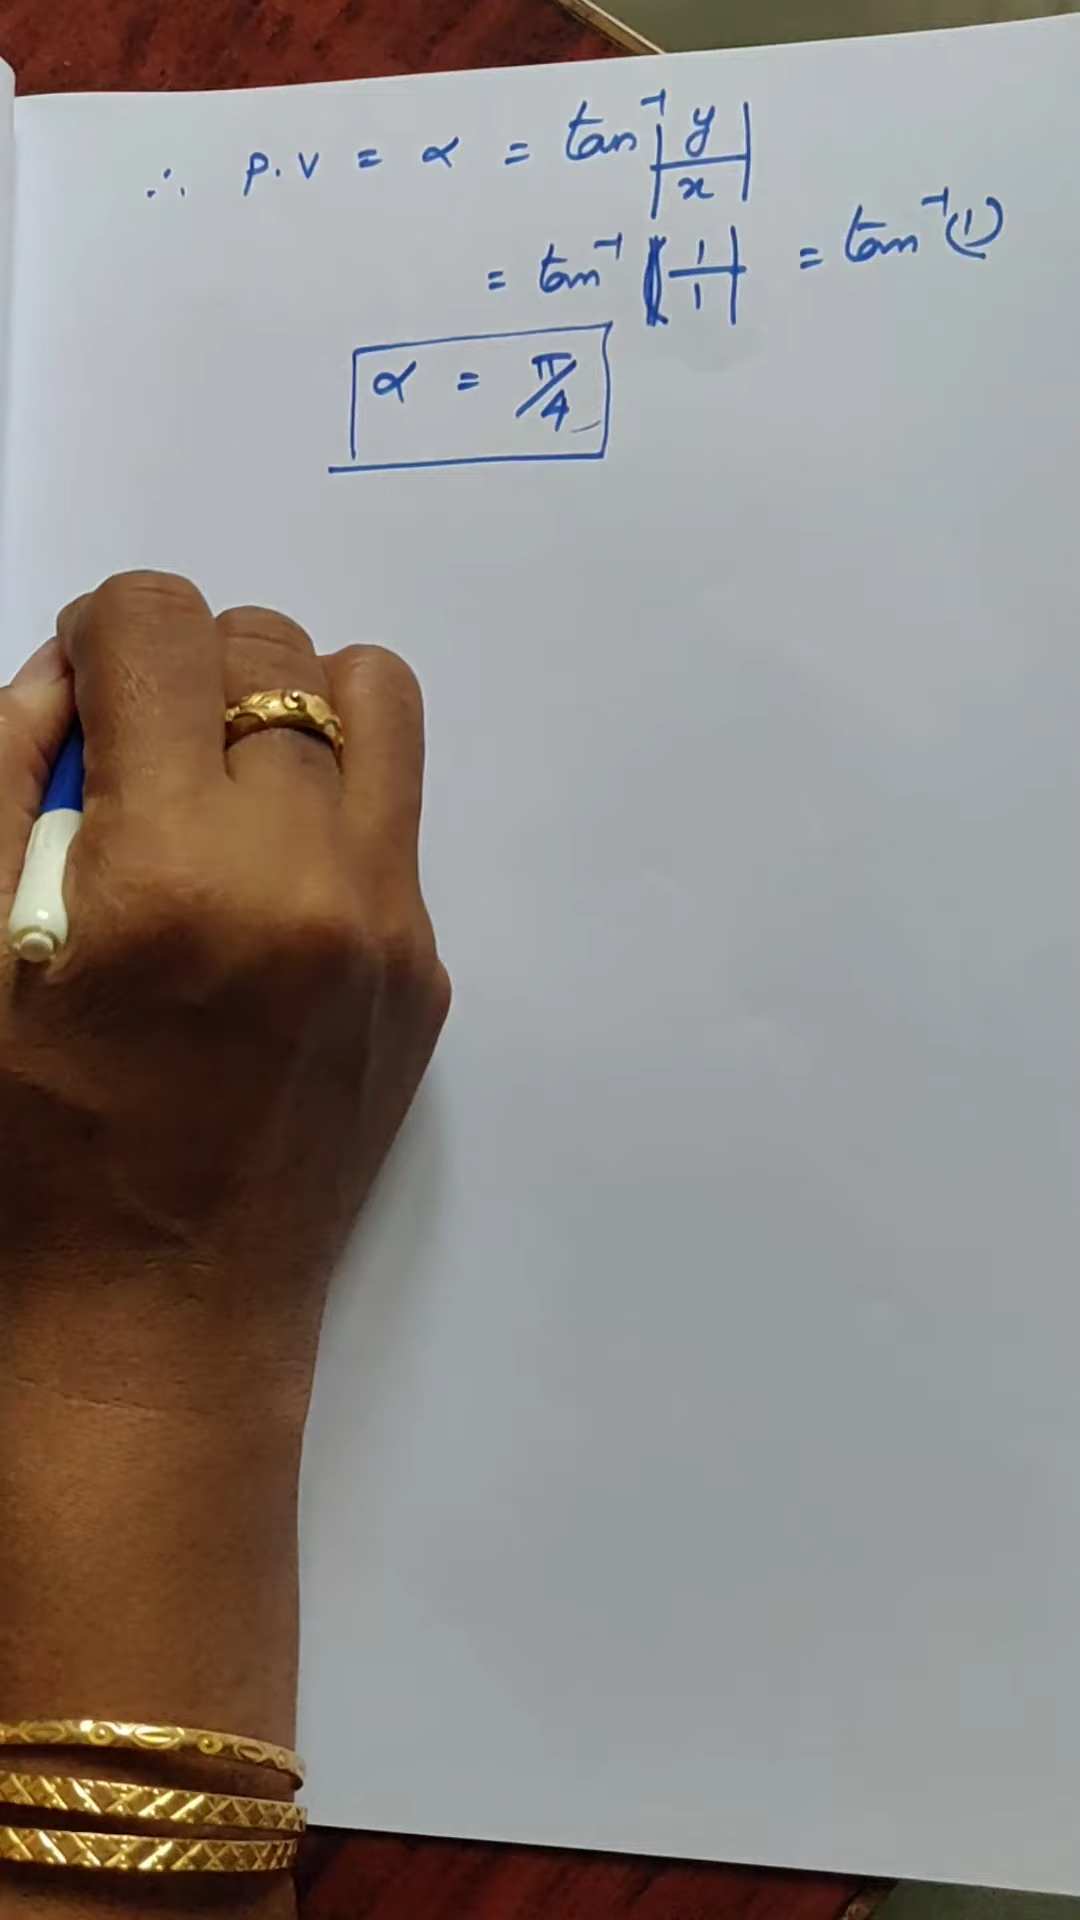 ∴ P.V = α = tan⁻¹ |y/x|
= tan⁻¹ |1/1| = tan⁻¹(1)
α = π/4